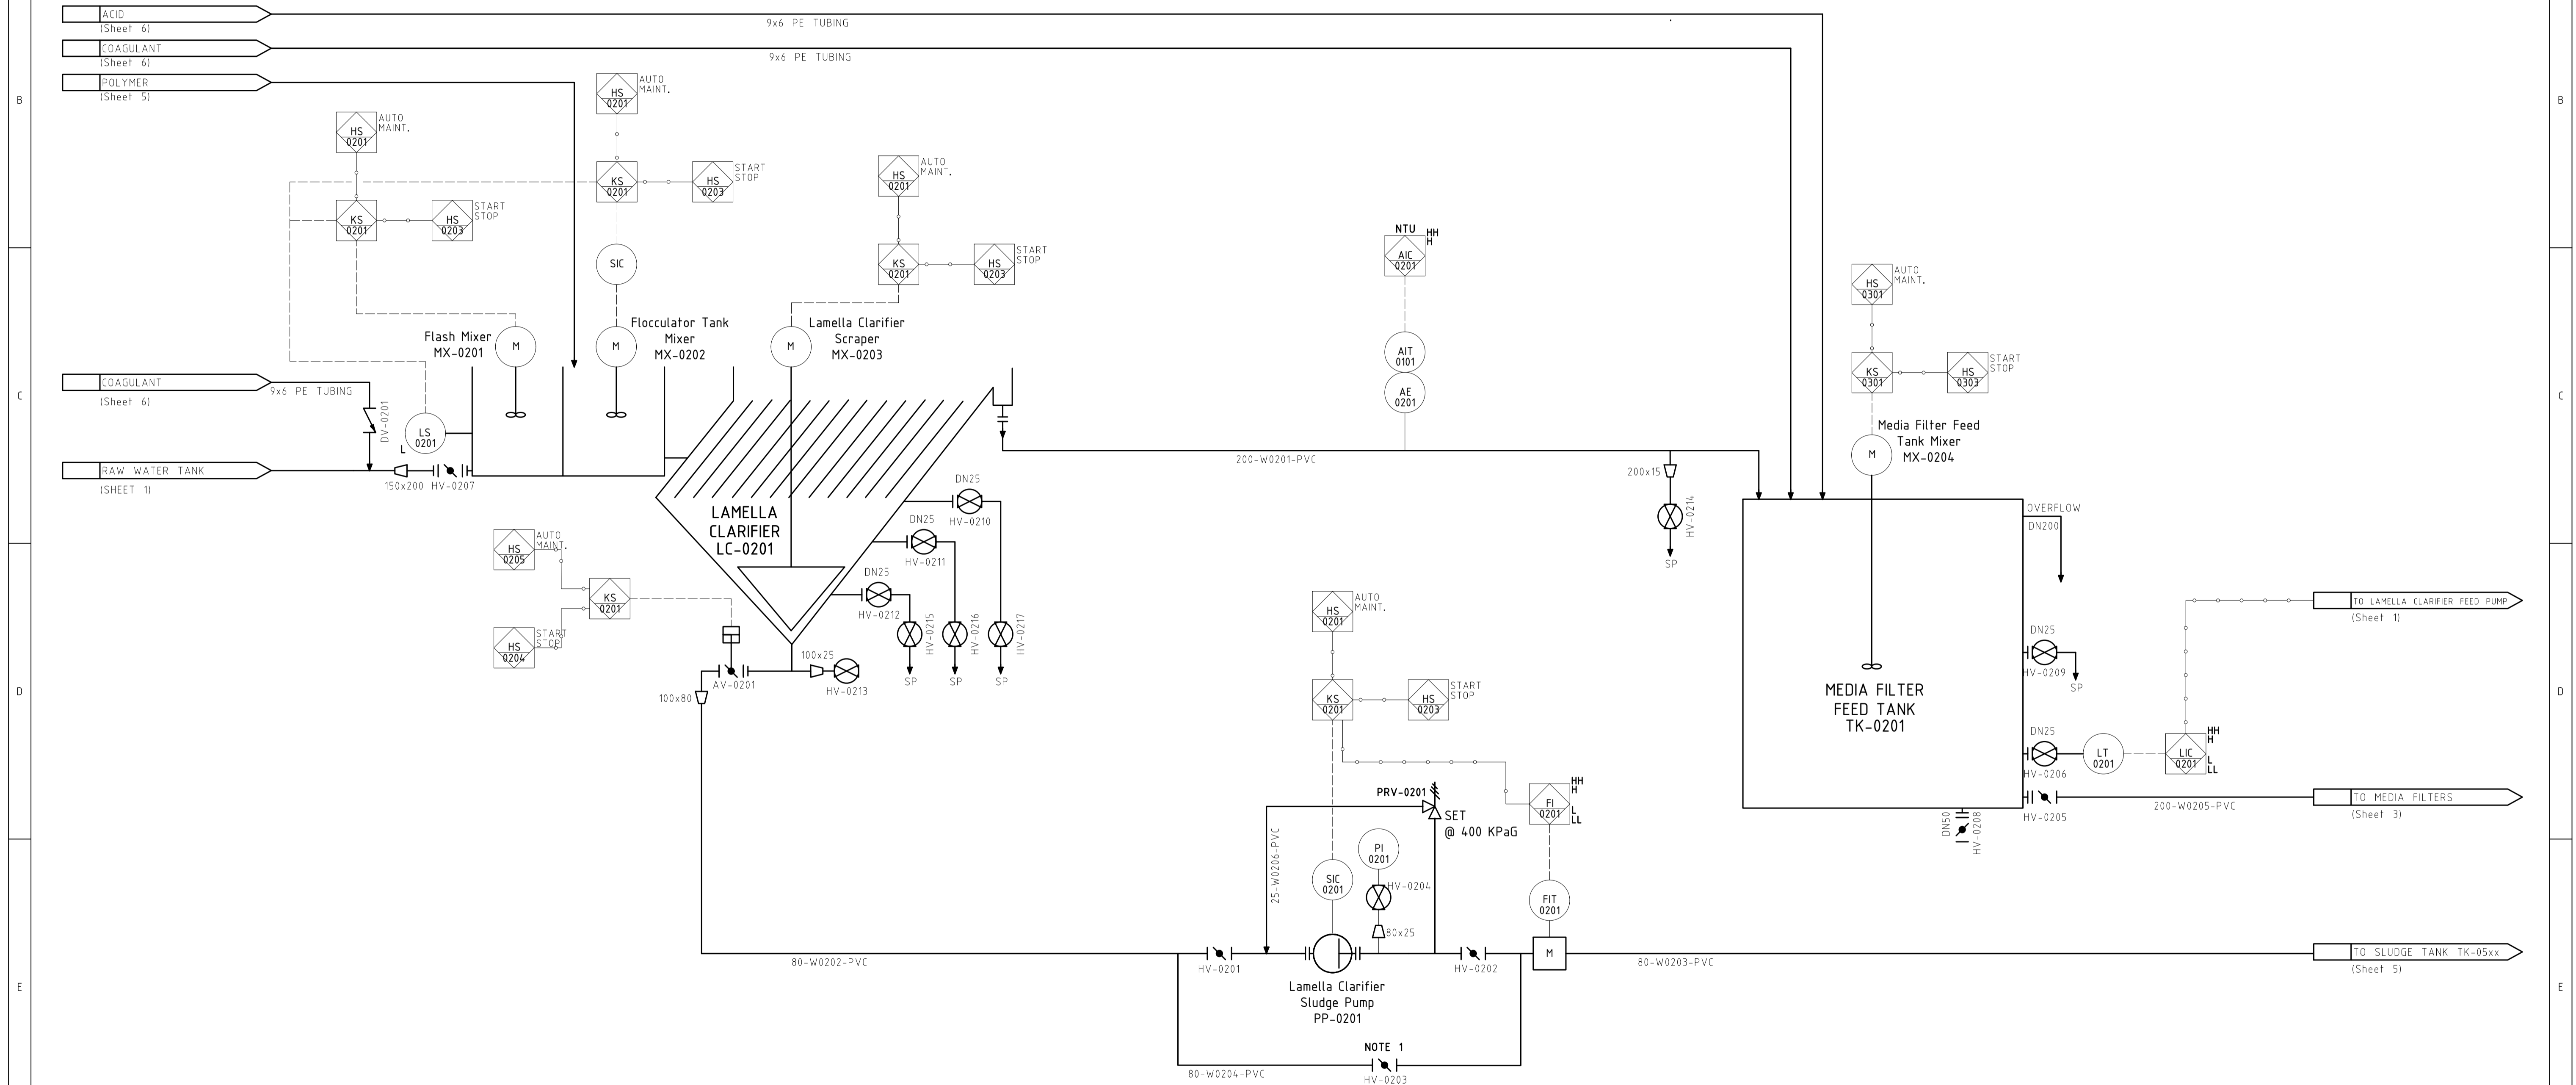 ACID
(Sheet 6)
9x6 PE TUBING
COAGULANT
(Sheet 6)
9x6 PE TUBING
POLYMER
(Sheet 5)
B
B
HS
0201
AUTO
MAINT.
HS
0201
AUTO
MAINT.
KS
0201
HS
0203
START
STOP
HS
0201
AUTO
MAINT.
KS
0201
HS
0203
START
STOP
SIC
KS
0201
HS
0203
START
STOP
NTU
AIC
0201
HH
H
HS
0301
AUTO
MAINT.
Flash Mixer
MX-0201
M
M
Flocculator Tank
Mixer
MX-0202
M
Lamella Clarifier
Scraper
MX-0203
AIT
0101
AE
0201
KS
0301
HS
0303
START
STOP
C
C
COAGULANT
(Sheet 6)
9x6 PE TUBING
DV-0201
LS
0201
L
RAW WATER TANK
(SHEET 1)
150x200
HV-0207
200-W0201-PVC
200x15
HV-0214
SP
Media Filter Feed
Tank Mixer
MX-0204
M
LAMELLA
CLARIFIER
LC-0201
DN25
HV-0210
DN25
HV-0211
DN25
HV-0212
HV-0215
HV-0216
HV-0217
SP
SP
SP
OVERFLOW
DN200
HS
0205
AUTO
MAINT.
KS
0201
HS
0204
START
STOP
AV-0201
100x25
HV-0213
100x80
D
D
HS
0201
AUTO
MAINT.
KS
0201
HS
0203
START
STOP
TO LAMELLA CLARIFIER FEED PUMP
(Sheet 1)
DN25
HV-0209
SP
MEDIA FILTER
FEED TANK
TK-0201
DN25
HV-0206
LT
0201
LIC
0201
HH
H
L
LL
HV-0205
200-W0205-PVC
TO MEDIA FILTERS
(Sheet 3)
DN50
HV-0208
PRV-0201
SET
@ 400 KPaG
FI
0201
HH
H
L
LL
25-W0206-PVC
SIC
0201
PI
0201
HV-0204
80x25
FIT
0201
M
80-W0202-PVC
HV-0201
HV-0202
80-W0203-PVC
TO SLUDGE TANK TK-05xx
(Sheet 5)
E
E
Lamella Clarifier
Sludge Pump
PP-0201
NOTE 1
80-W0204-PVC
HV-0203